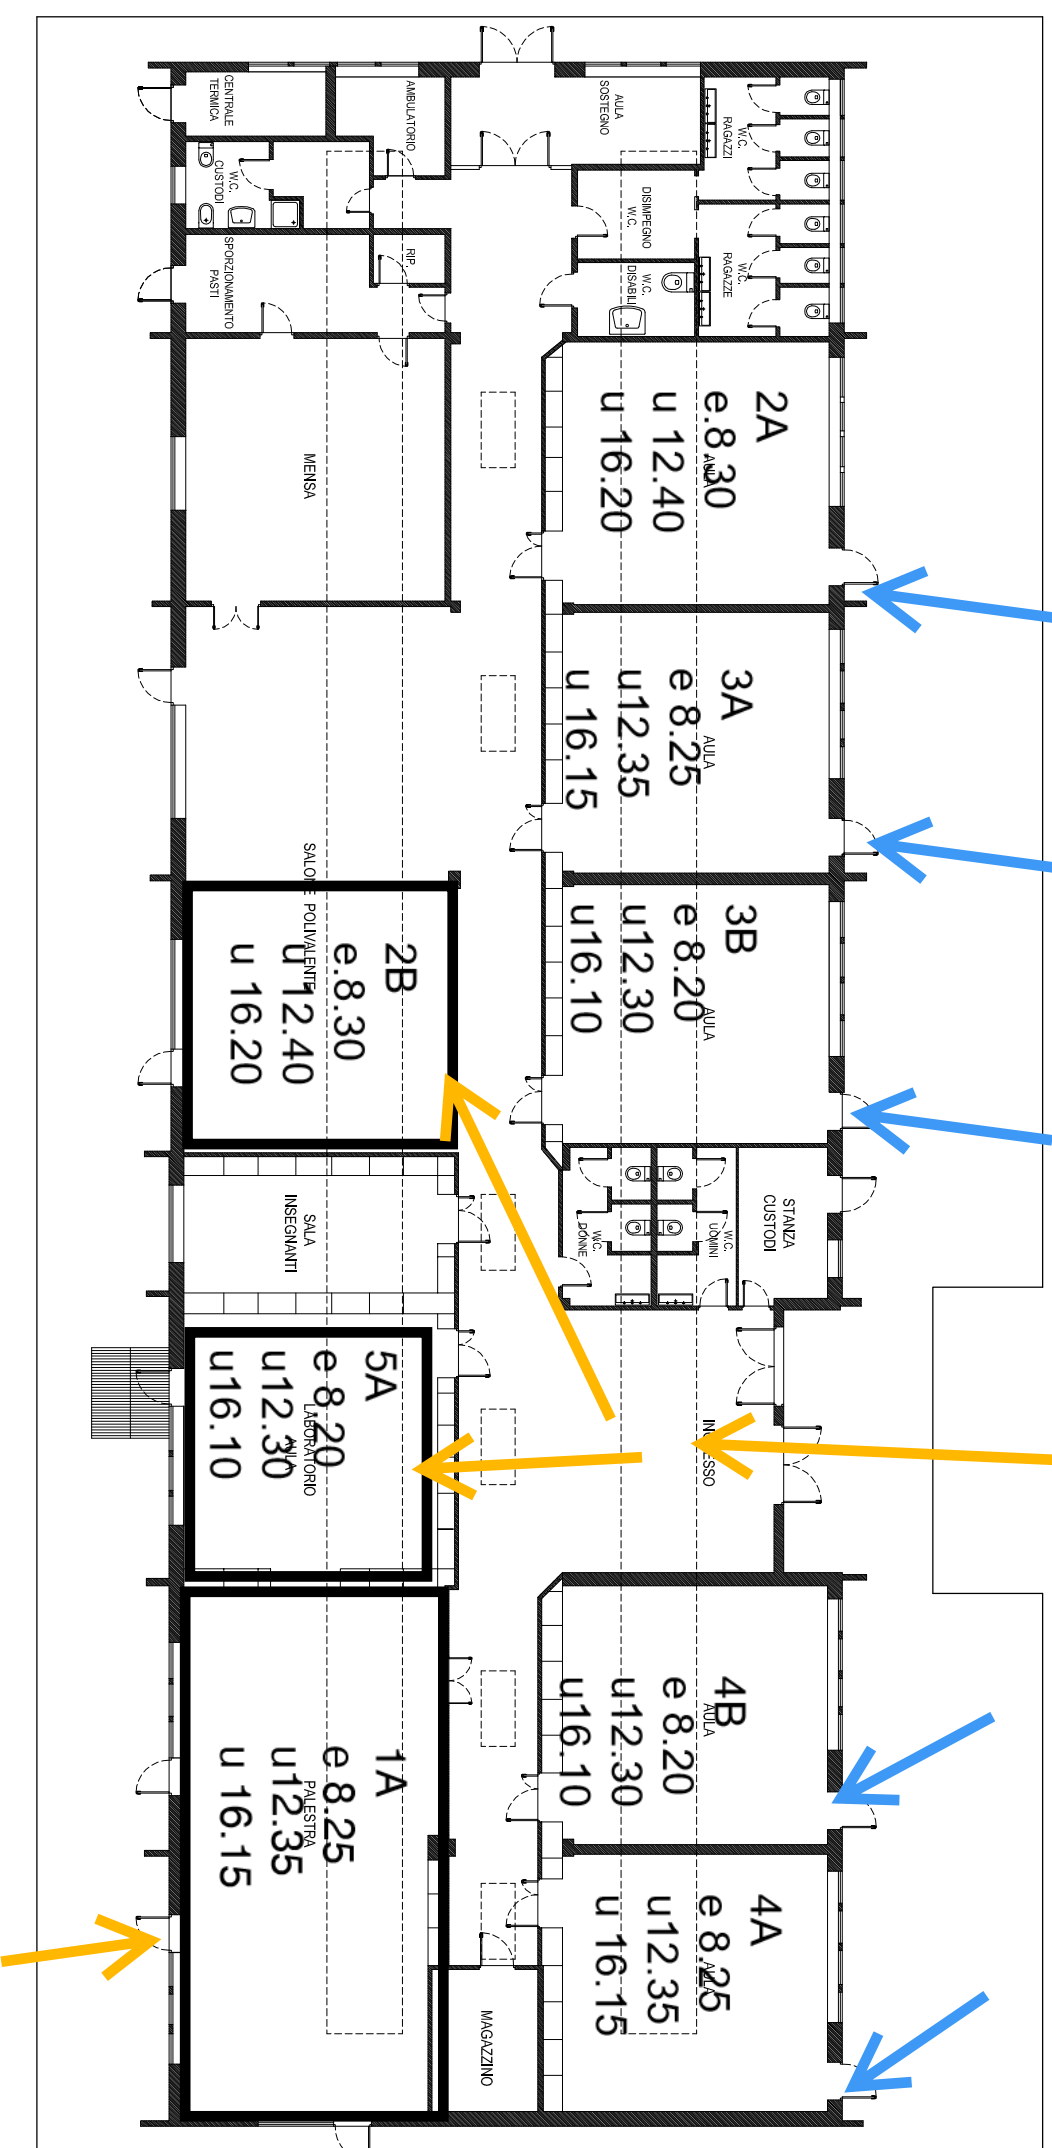 CENTRALE
TERMICA
AMBULATORIO
AULA
SOSTEGNO
W.C.
RAGAZZI
W.C.
CUSTODI
DISIMPEGNO
W.C.
SPORZIONAMENTO
PASTI
RIP.
W.C.
DISABILI
W.C.
RAGAZZE
MENSA
2A
e.8.30
u 12.40
u 16.20
AULA
3A
e 8.25
u12.35
u 16.15
AULA
SALONE POLIVALENTE
2B
e.8.30
u 12.40
u 16.20
3B
e 8.20
u12.30
u16.10
AULA
SALA
INSEGNANTI
W.C.
DONNE
W.C.
UOMINI
STANZA
CUSTODI
5A
e 8.20
u12.30
u16.10
LABORATORIO
AULA
INGRESSO
1A
e 8.25
u12.35
u 16.15
PALESTRA
4B
e 8.20
u12.30
u16.10
AULA
4A
e 8.25
u12.35
u 16.15
AULA
MAGAZZINO